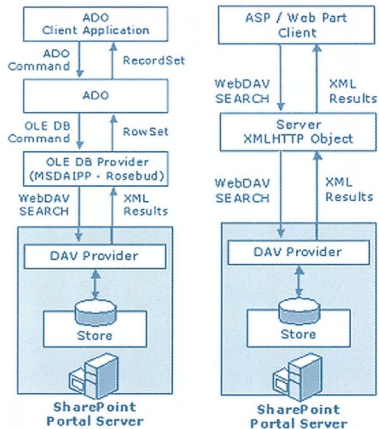 ADO
Client Application
ADO
Command
RecordSet
ADO
OLE DB
Command
RowSet
OLE DB Provider
(MSDAIPP - Rosebud)
WebDAV
SEARCH
XML
Results
DAV Provider
Store
SharePoint
Portal Server
ASP / Web Part
Client
WebDAV
SEARCH
XML
Results
Server
XMLHTTP Object
WebDAV
SEARCH
XML
Results
DAV Provider
Store
SharePoint
Portal Server